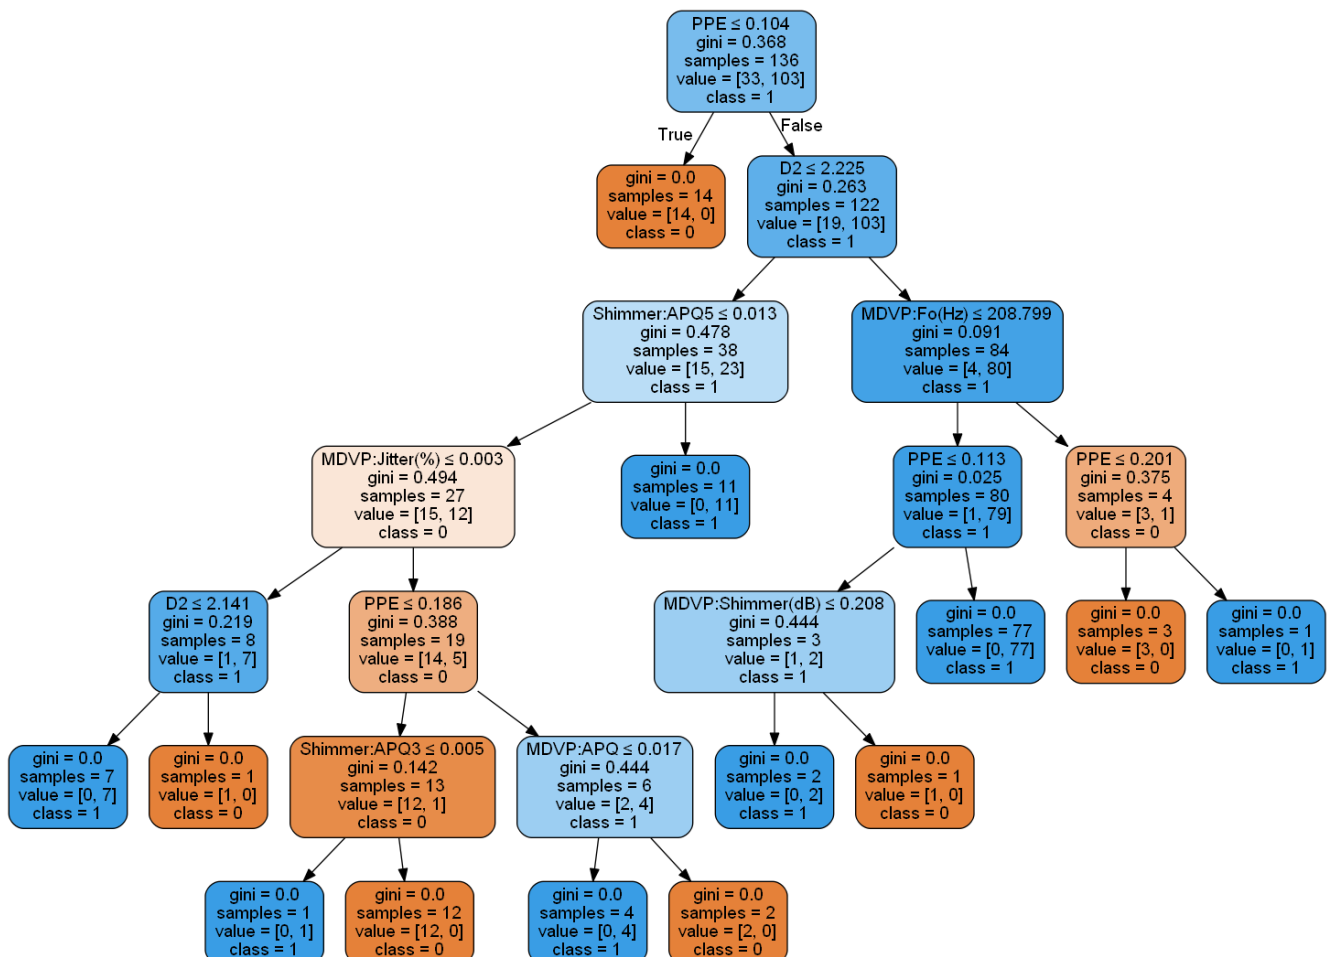 PPE ≤ 0.104
gini = 0.368
samples = 136
value = [33, 103]
class = 1
True
False
gini = 0.0
samples = 14
value = [14, 0]
class = 0
D2 ≤ 2.225
gini = 0.263
samples = 122
value = [19, 103]
class = 1
Shimmer:APQ5 ≤ 0.013
gini = 0.478
samples = 38
value = [15, 23]
class = 1
MDVP:Fo(Hz) ≤ 208.799
gini = 0.091
samples = 84
value = [4, 80]
class = 1
MDVP:Jitter(%) ≤ 0.003
gini = 0.494
samples = 27
value = [15, 12]
class = 0
gini = 0.0
samples = 11
value = [0, 11]
class = 1
PPE ≤ 0.113
gini = 0.025
samples = 80
value = [1, 79]
class = 1
PPE ≤ 0.201
gini = 0.375
samples = 4
value = [3, 1]
class = 0
D2 ≤ 2.141
gini = 0.219
samples = 8
value = [1, 7]
class = 1
PPE ≤ 0.186
gini = 0.388
samples = 19
value = [14, 5]
class = 0
MDVP:Shimmer(dB) ≤ 0.208
gini = 0.444
samples = 3
value = [1, 2]
class = 1
gini = 0.0
samples = 77
value = [0, 77]
class = 1
gini = 0.0
samples = 3
value = [3, 0]
class = 0
gini = 0.0
samples = 1
value = [0, 1]
class = 1
gini = 0.0
samples = 7
value = [0, 7]
class = 1
gini = 0.0
samples = 1
value = [1, 0]
class = 0
Shimmer:APQ3 ≤ 0.005
gini = 0.142
samples = 13
value = [12, 1]
class = 0
MDVP:APQ ≤ 0.017
gini = 0.444
samples = 6
value = [2, 4]
class = 1
gini = 0.0
samples = 2
value = [0, 2]
class = 1
gini = 0.0
samples = 1
value = [1, 0]
class = 0
gini = 0.0
samples = 1
value = [0, 1]
class = 1
gini = 0.0
samples = 12
value = [12, 0]
class = 0
gini = 0.0
samples = 4
value = [0, 4]
class = 1
gini = 0.0
samples = 2
value = [2, 0]
class = 0